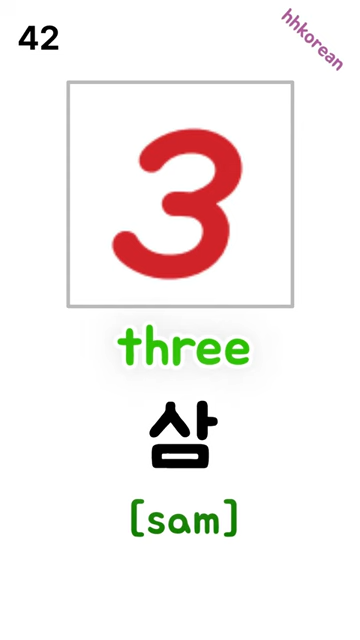 42
hhkorean
3
three
삼
[sam]